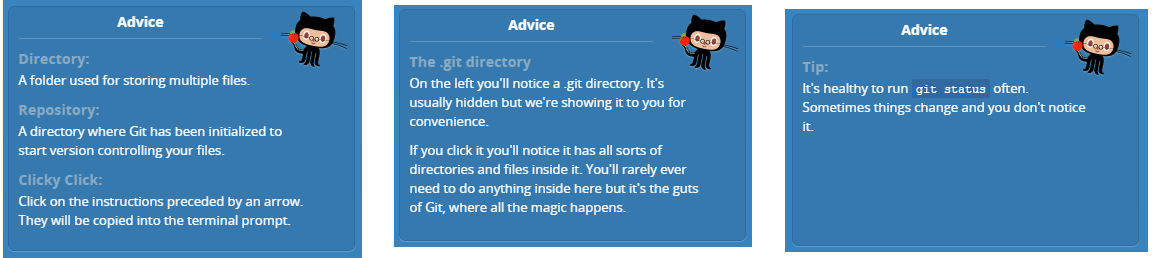 Advice
Directory:
A folder used for storing multiple files.
Repository:
A directory where Git has been initialized to
start version controlling your files.
Clicky Click:
Click on the instructions preceded by an arrow.
They will be copied into the terminal prompt.
Advice
The .git directory
On the left you'll notice a .git directory. It's
usually hidden but we're showing it to you for
convenience.
If you click it you'll notice it has all sorts of
directories and files inside it. You'll rarely ever
need to do anything inside here but it's the guts
of Git, where all the magic happens.
Advice
Tip:
It's healthy to run git status often.
Sometimes things change and you don't notice
it.